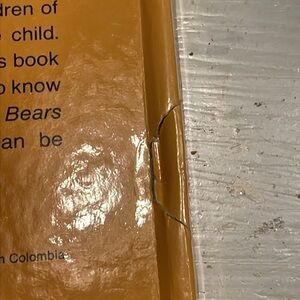 dren of
child.
book
know
Bears
an be
Colombia